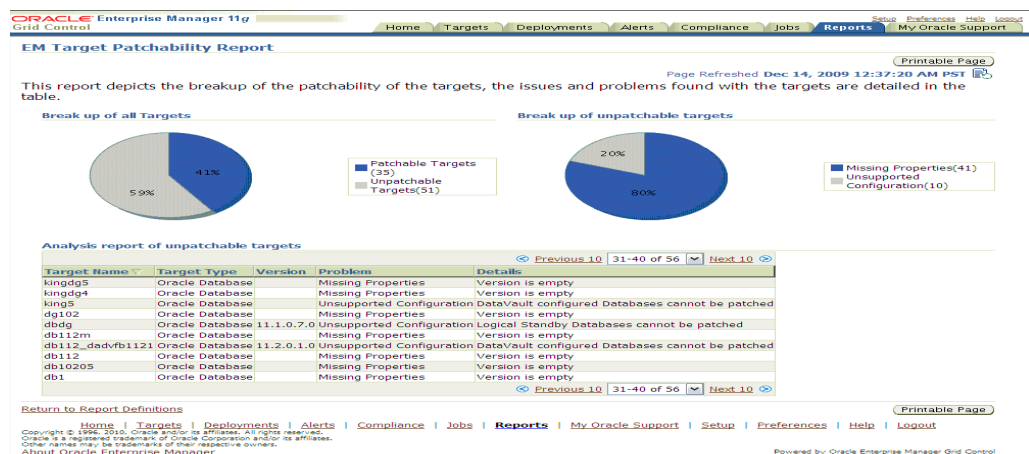 ORACLE Enterprise Manager 11g
Grid Control
Setup Preferences Help Logout
Home Targets Deployments Alerts Compliance Jobs Reports My Oracle Support
EM Target Patchability Report
Printable Page
Page Refreshed Dec 14, 2009 12:37:20 AM PST
This report depicts the breakup of the patchability of the targets, the issues and problems found with the targets are detailed in the
table.
Break up of all Targets
41%
59%
Patchable Targets
(35)
Unpatchable
Targets(51)
Break up of unpatchable targets
20%
80%
Missing Properties(41)
Unsupported
Configuration(10)
Analysis report of unpatchable targets
Previous 10 31-40 of 56 Next 10
Target Name Target Type Version Problem Details
kingdg5 Oracle Database Missing Properties Version is empty
kingdg4 Oracle Database Missing Properties Version is empty
king5 Oracle Database Unsupported Configuration DataVault configured Databases cannot be patched
dg102 Oracle Database Missing Properties Version is empty
dbdg Oracle Database 11.1.0.7.0 Unsupported Configuration Logical Standby Databases cannot be patched
db112m Oracle Database Missing Properties Version is empty
db112_dadvfb1121 Oracle Database 11.2.0.1.0 Unsupported Configuration DataVault configured Databases cannot be patched
db112 Oracle Database Missing Properties Version is empty
db10205 Oracle Database Missing Properties Version is empty
db1 Oracle Database Missing Properties Version is empty
Previous 10 31-40 of 56 Next 10
Return to Report Definitions
Printable Page
Home | Targets | Deployments | Alerts | Compliance | Jobs | Reports | My Oracle Support | Setup | Preferences | Help | Logout
Copyright © 1996, 2010, Oracle and/or its affiliates. All rights reserved.
Oracle is a registered trademark of Oracle Corporation and/or its affiliates.
Other names may be trademarks of their respective owners.
About Oracle Enterprise Manager
Powered by Oracle Enterprise Manager Grid Control